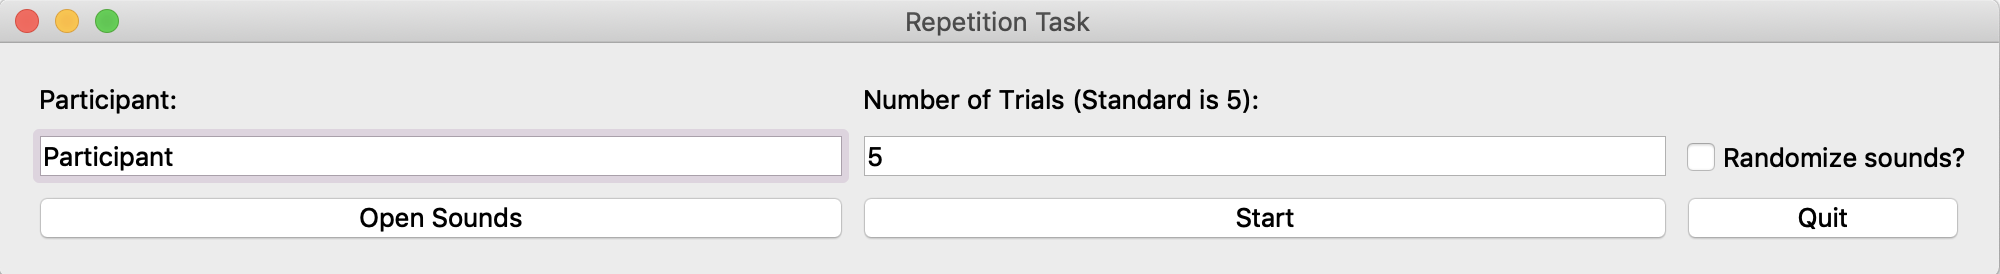 Repetition Task
Participant:
Number of Trials (Standard is 5):
Participant
5
Randomize sounds?
Open Sounds
Start
Quit